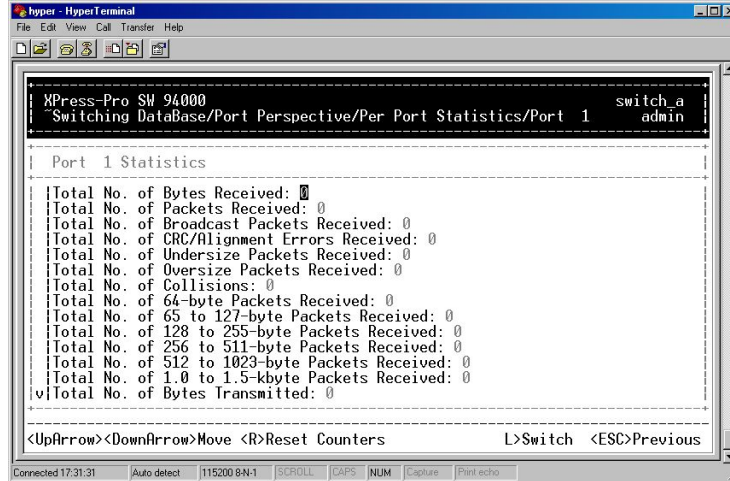 hyper - HyperTerminal
File Edit View Call Transfer Help
XPress-Pro SW 94000 switch_a
~Switching DataBase/Port Perspective/Per Port Statistics/Port 1 admin
Port 1 Statistics
Total No. of Bytes Received: 0
Total No. of Packets Received: 0
Total No. of Broadcast Packets Received: 0
Total No. of CRC/Alignment Errors Received: 0
Total No. of Undersize Packets Received: 0
Total No. of Oversize Packets Received: 0
Total No. of Collisions: 0
Total No. of 64-byte Packets Received: 0
Total No. of 65 to 127-byte Packets Received: 0
Total No. of 128 to 255-byte Packets Received: 0
Total No. of 256 to 511-byte Packets Received: 0
Total No. of 512 to 1023-byte Packets Received: 0
Total No. of 1.0 to 1.5-kbyte Packets Received: 0
v|Total No. of Bytes Transmitted: 0
<UpArrow><DownArrow>Move <R>Reset Counters L>Switch <ESC>Previous
Connected 17:31:31 Auto detect 115200 8-N-1 SCROLL CAPS NUM Capture Print echo